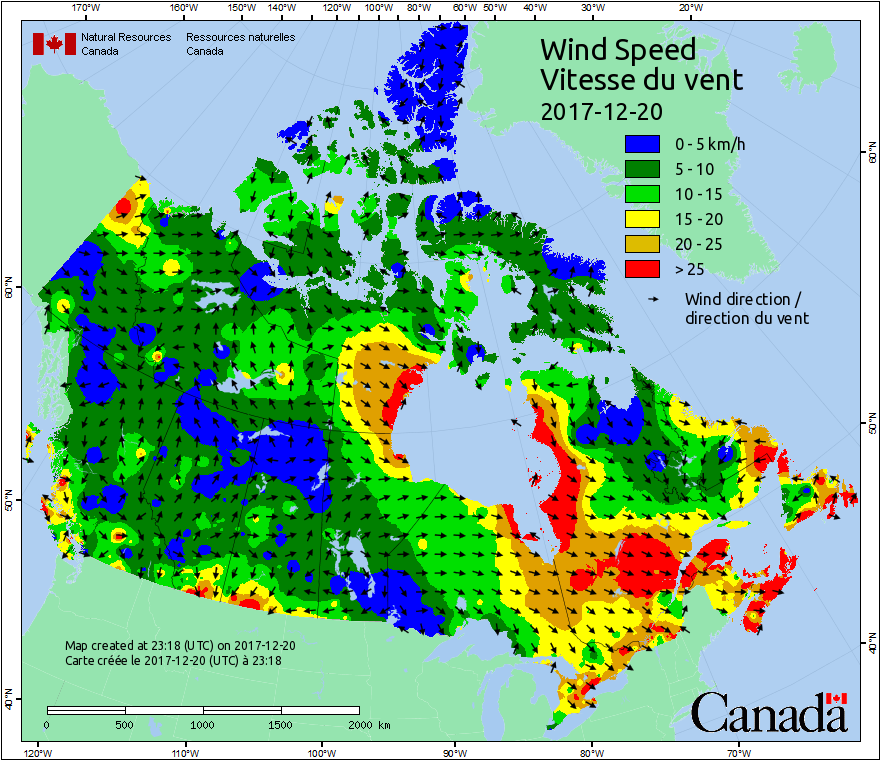 170°W 160°W 150°W 140°W 130°W 120°W 110°W 100°W 90°W 80°W 70°W 60°W 50°W 40°W 30°W 20°W
Natural Resources Ressources naturelles
Canada Canada
Wind Speed
Vitesse du vent
2017-12-20
0 - 5 km/h
5 - 10
10 - 15
15 - 20
20 - 25
> 25
Wind direction /
direction du vent
60°N
60°N
50°N
50°N
40°N
40°N
Map created at 23:18 (UTC) on 2017-12-20
Carte créée le 2017-12-20 (UTC) à 23:18
0 500 1000 1500 2000 km
Canada
120°W 110°W 100°W 90°W 80°W 70°W